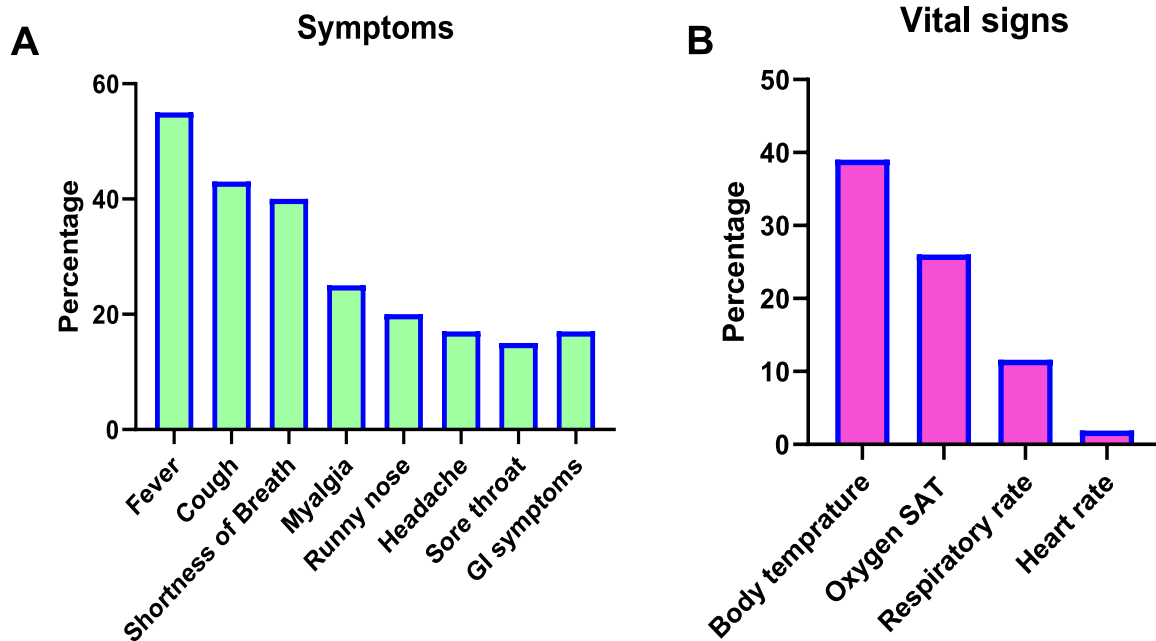 A
Symptoms
Percentage
60
40
20
0
Fever
Cough
Shortness of Breath
Myalgia
Runny nose
Headache
Sore throat
GI symptoms
B
Vital signs
Percentage
50
40
30
20
10
0
Body temprature
Oxygen SAT
Respiratory rate
Heart rate